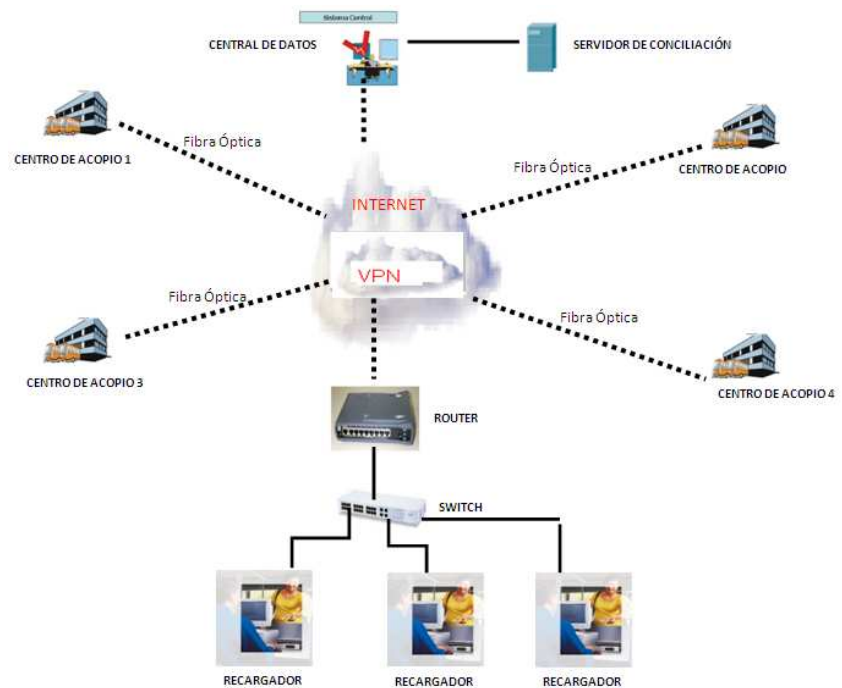 Sistema Central
CENTRAL DE DATOS
SERVIDOR DE CONCILIACIÓN
CENTRO DE ACOPIO 1
Fibra Óptica
Fibra Óptica
CENTRO DE ACOPIO
INTERNET
VPN
Fibra Óptica
Fibra Óptica
CENTRO DE ACOPIO 3
CENTRO DE ACOPIO 4
ROUTER
SWITCH
RECARGADOR
RECARGADOR
RECARGADOR